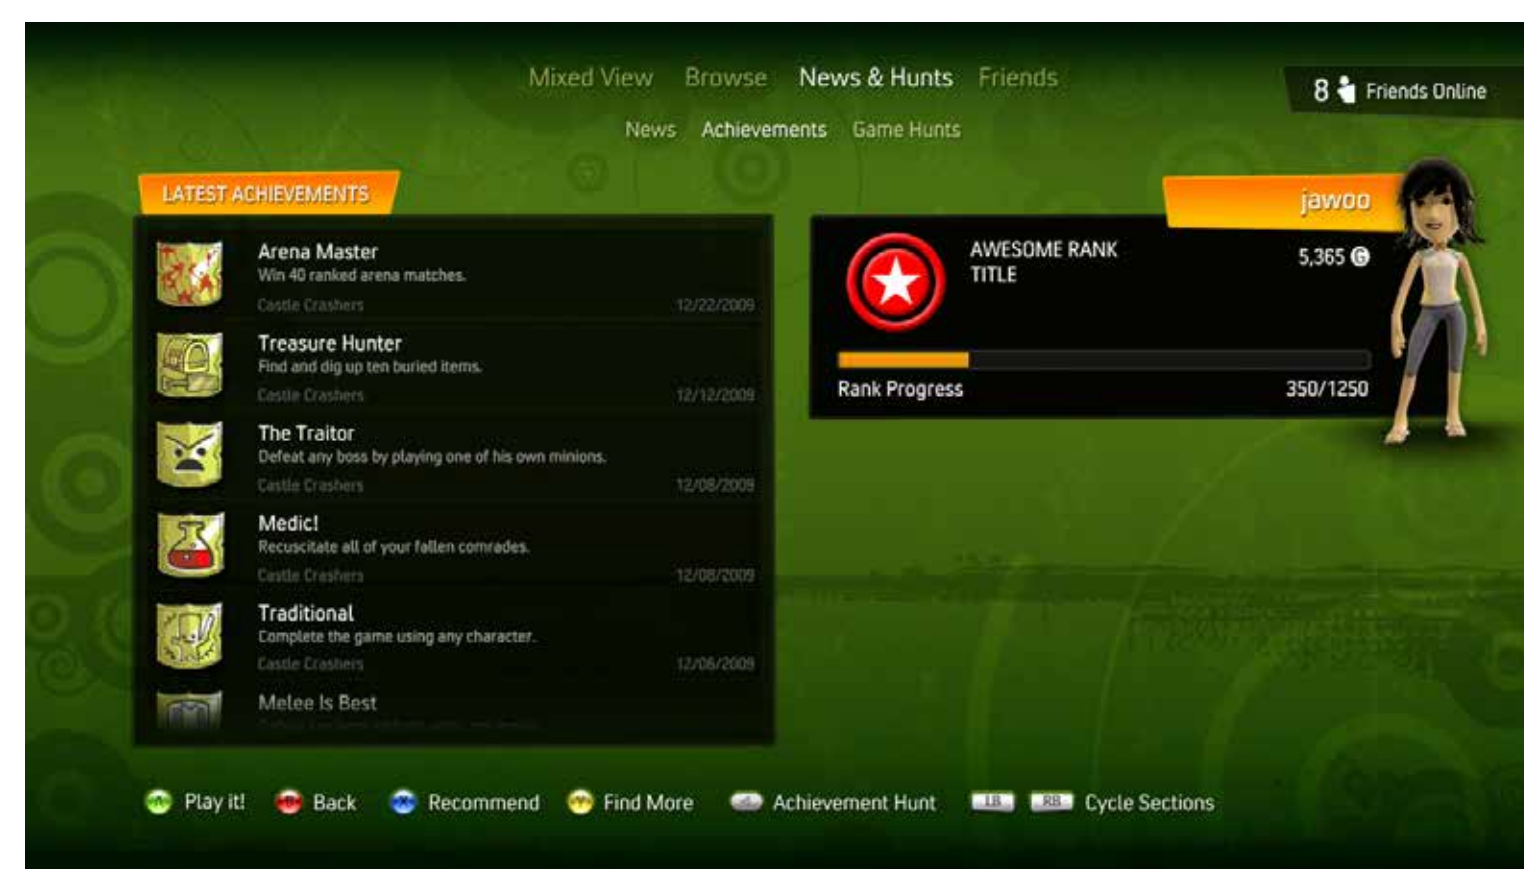 Mixed View Browse News & Hunts Friends
8 Friends Online
News Achievements Game Hunts
LATEST ACHIEVEMENTS
Arena Master
Win 40 ranked arena matches.
Castle Crashers 12/22/2009
Treasure Hunter
Find and dig up ten buried items.
Castle Crashers 12/12/2009
The Traitor
Defeat any boss by playing one of his own minions.
Castle Crashers 12/08/2009
Medic!
Recuscitate all of your fallen comrades.
Castle Crashers 12/08/2009
Traditional
Complete the game using any character.
Castle Crashers 12/06/2009
Melee Is Best
jawoo
AWESOME RANK
TITLE
5,365 G
Rank Progress 350/1250
A Play it! B Back X Recommend Y Find More Achievement Hunt LB RB Cycle Sections